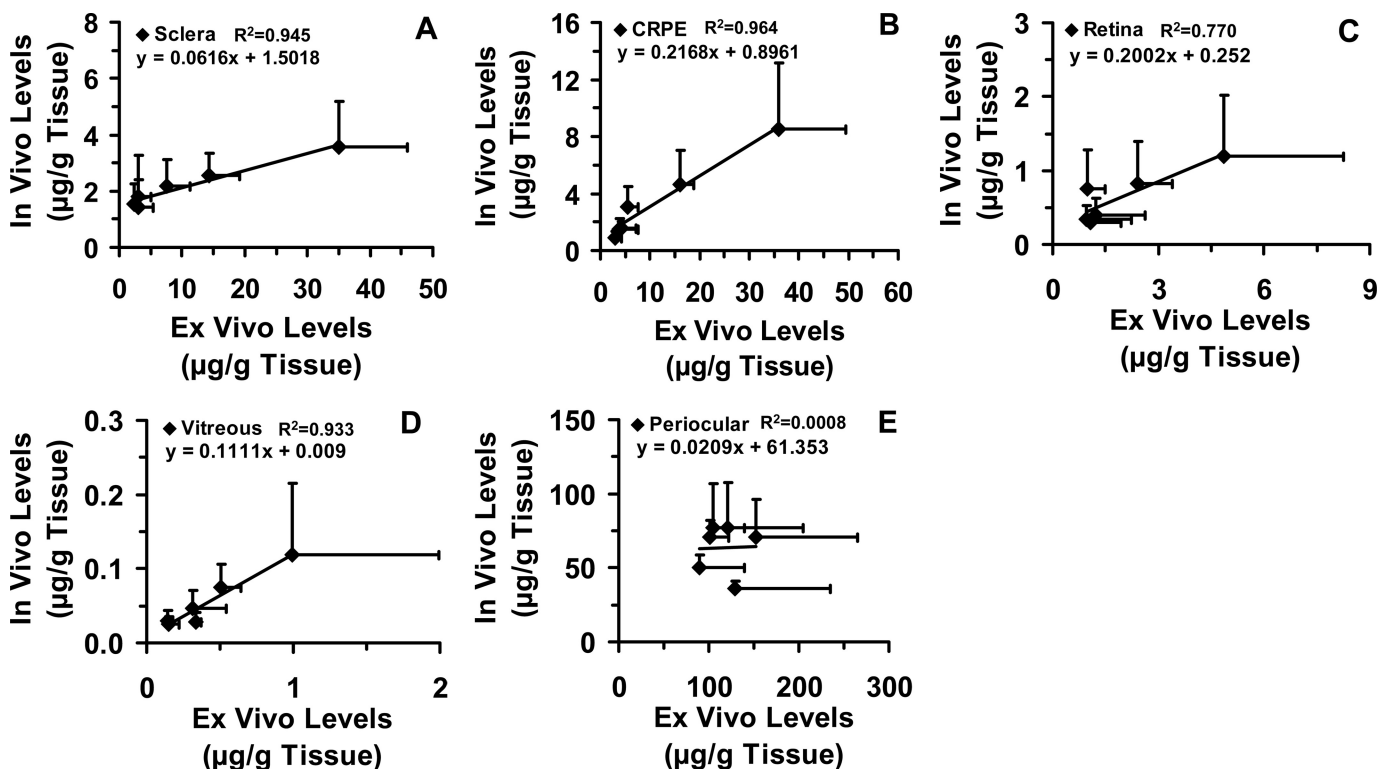 A
◆ Sclera R²=0.945
y = 0.0616x + 1.5018
In Vivo Levels
(µg/g Tissue)
8
6
4
2
0
0 10 20 30 40 50
Ex Vivo Levels
(µg/g Tissue)
B
◆ CRPE R²=0.964
y = 0.2168x + 0.8961
In Vivo Levels
(µg/g Tissue)
16
12
8
4
0
0 10 20 30 40 50 60
Ex Vivo Levels
(µg/g Tissue)
C
◆ Retina R²=0.770
y = 0.2002x + 0.252
In Vivo Levels
(µg/g Tissue)
3
2
1
0
0 3 6 9
Ex Vivo Levels
(µg/g Tissue)
D
◆ Vitreous R²=0.933
y = 0.1111x + 0.009
In Vivo Levels
(µg/g Tissue)
0.3
0.2
0.1
0.0
0 1 2
Ex Vivo Levels
(µg/g Tissue)
E
◆ Periocular R²=0.0008
y = 0.0209x + 61.353
In Vivo Levels
(µg/g Tissue)
150
100
50
0
0 100 200 300
Ex Vivo Levels
(µg/g Tissue)